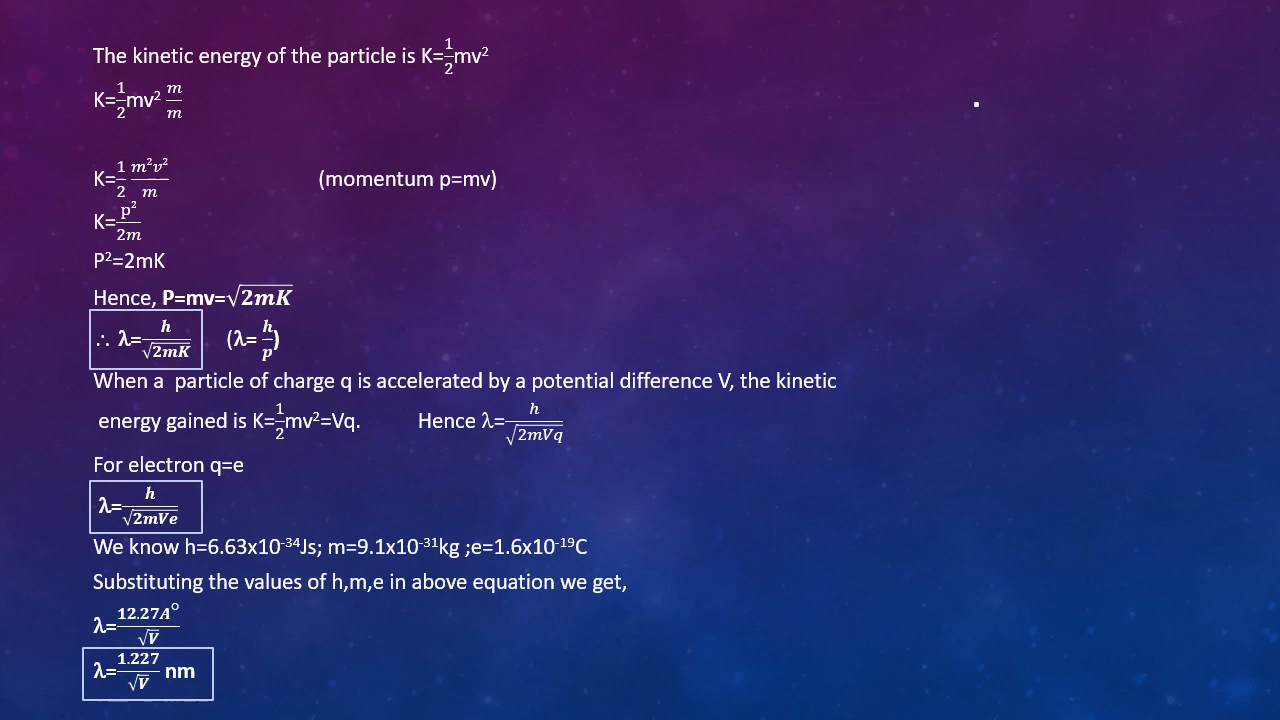 The kinetic energy of the particle is K=1/2mv²
K=1/2mv² m/m
K=1/2 m²v²/m (momentum p=mv)
K=p²/2m
P²=2mK
Hence, P=mv=√2mK
∴ λ=h/√2mK (λ= h/p)
When a particle of charge q is accelerated by a potential difference V, the kinetic
energy gained is K=1/2mv²=Vq. Hence λ=h/√2mVq
For electron q=e
λ=h/√2mVe
We know h=6.63x10⁻³⁴Js; m=9.1x10⁻³¹kg ;e=1.6x10⁻¹⁹C
Substituting the values of h,m,e in above equation we get,
λ=12.27A°/√V
λ=1.227/√V nm